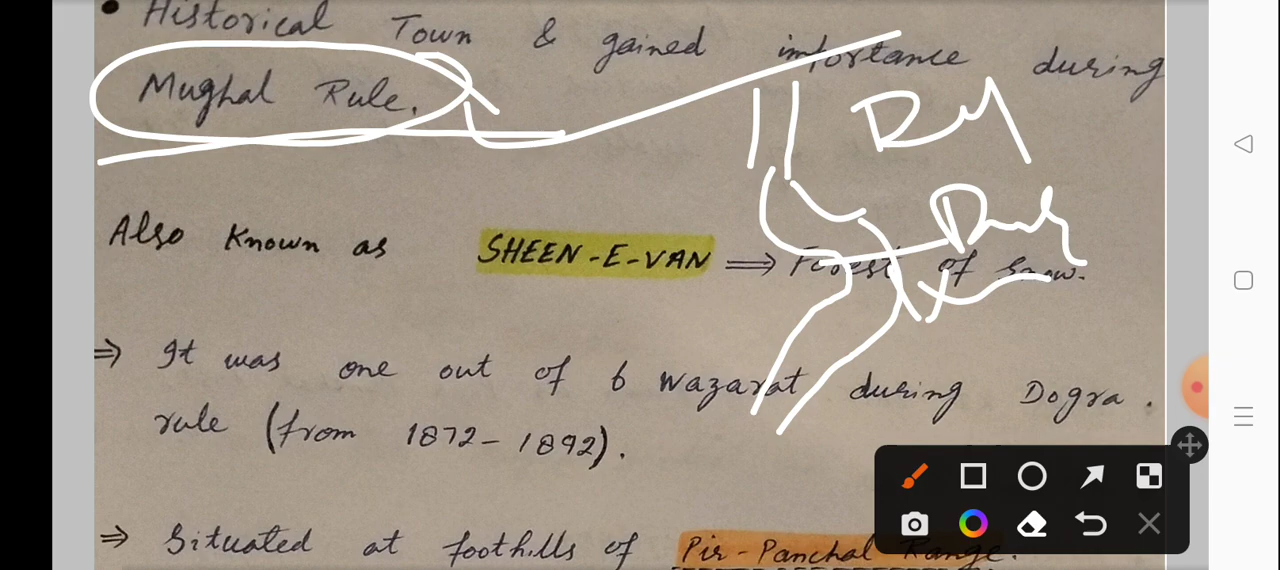 • Historical Town & gained importance during
Mughal Rule.
Also Known as SHEEN-E-VAN ⇒ Forest of Snow.
⇒ It was one out of 6 Wazarat during Dogra.
rule (from 1872-1892).
⇒ Situated at foothills of Pir-Panchal Range.